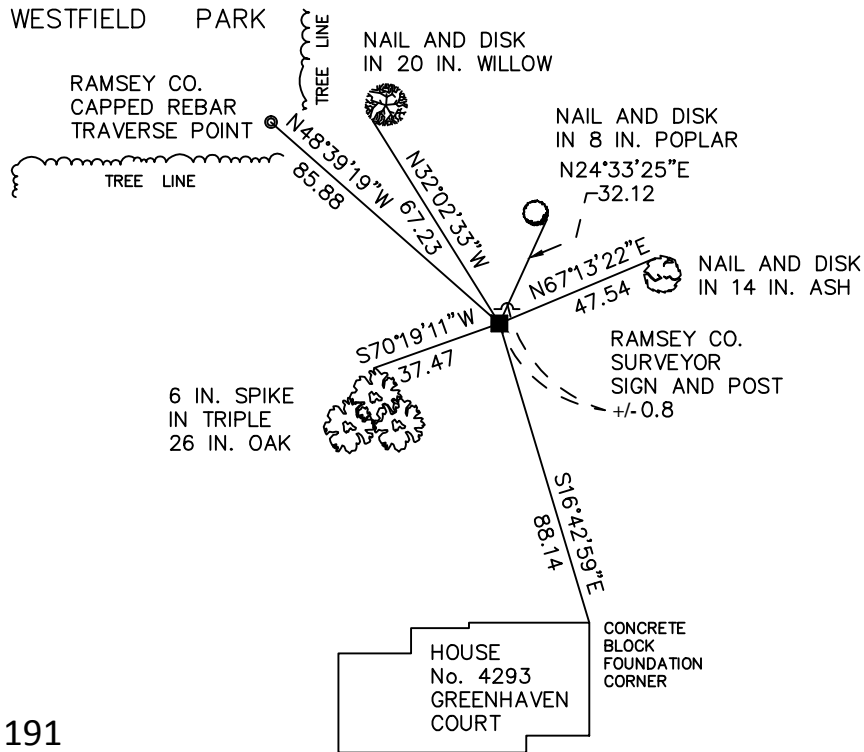 WESTFIELD PARK
TREE LINE
NAIL AND DISK
IN 20 IN. WILLOW
RAMSEY CO.
CAPPED REBAR
TRAVERSE POINT
TREE LINE
N48°39'19"W
85.88
N32°02'33"W
67.23
NAIL AND DISK
IN 8 IN. POPLAR
N24°33'25"E
32.12
N67°13'22"E
47.54
NAIL AND DISK
IN 14 IN. ASH
RAMSEY CO.
SURVEYOR
SIGN AND POST
+/-0.8
S70°19'11"W
37.47
6 IN. SPIKE
IN TRIPLE
26 IN. OAK
S16°42'59"E
88.14
CONCRETE
BLOCK
FOUNDATION
CORNER
HOUSE
No. 4293
GREENHAVEN
COURT
191